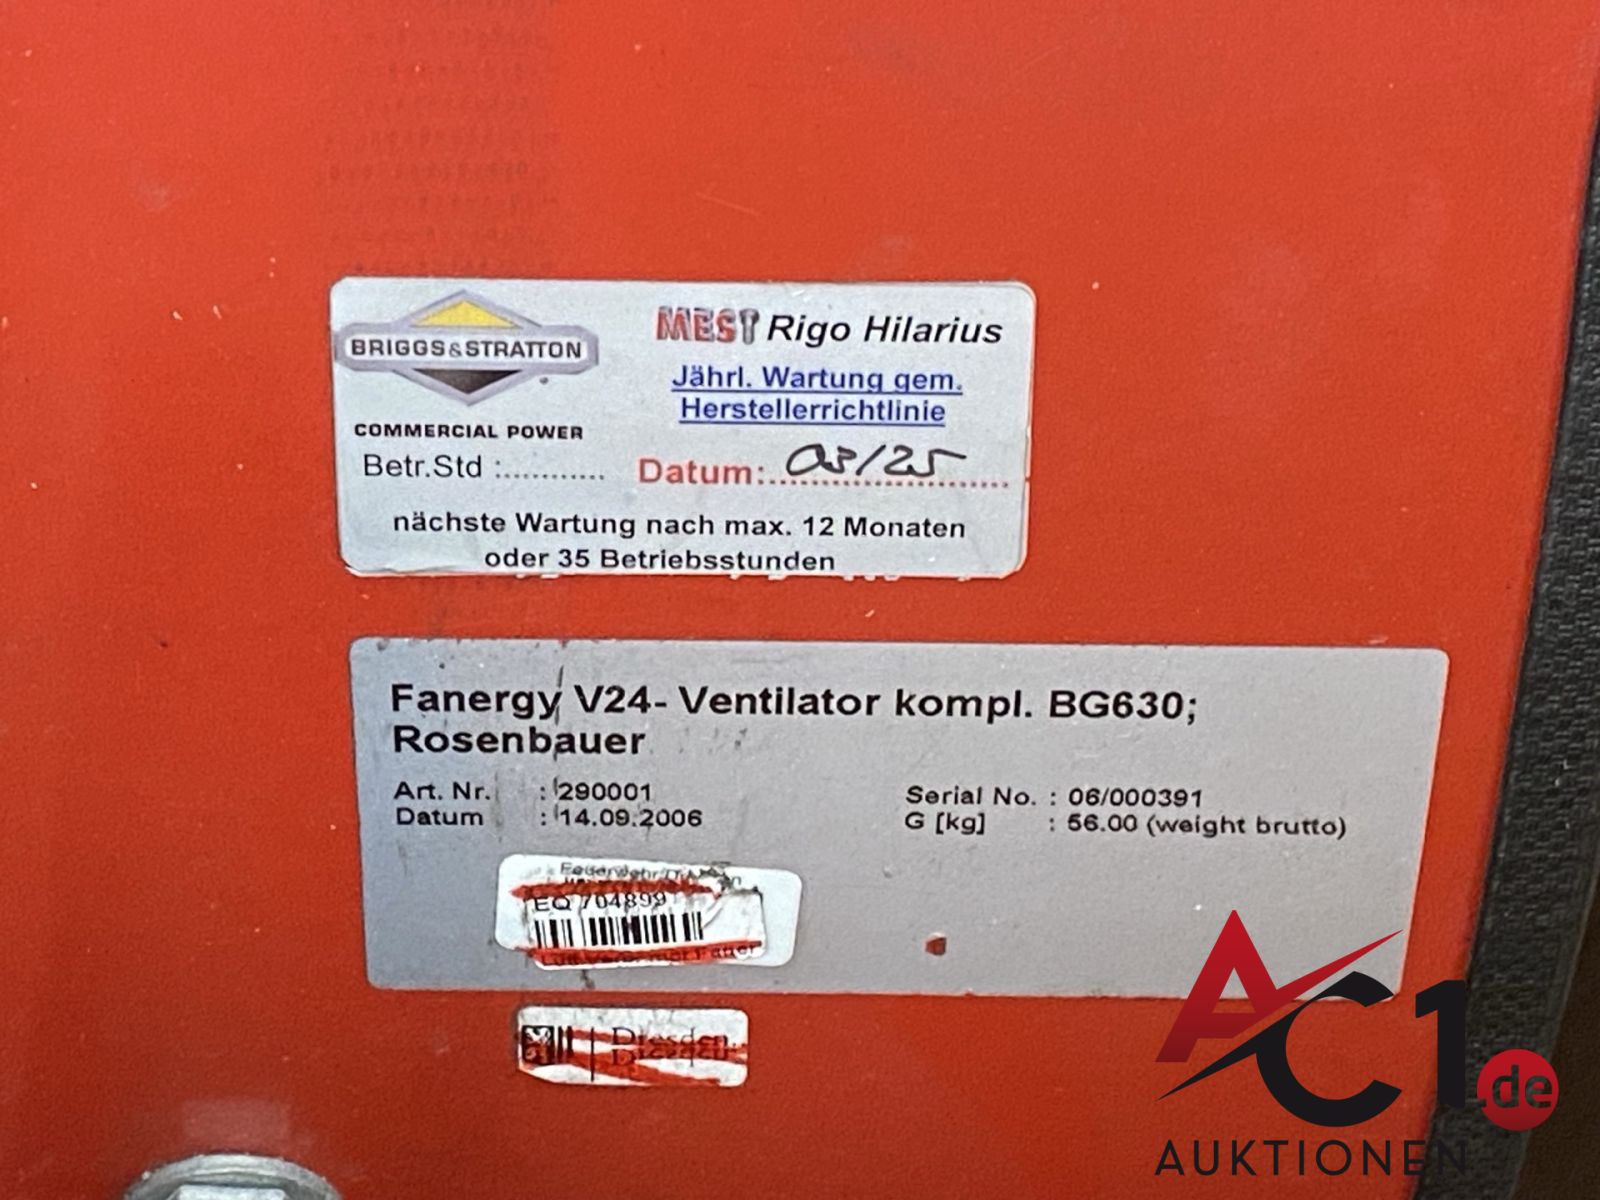 BRIGGS&STRATTON
COMMERCIAL POWER
Betr.Std :............
MEST Rigo Hilarius
Jährl. Wartung gem.
Herstellerrichtlinie
Datum: 03/25
nächste Wartung nach max. 12 Monaten
oder 35 Betriebsstunden
Fanergy V24- Ventilator kompl. BG630;
Rosenbauer
Art. Nr. : 290001
Datum : 14.09.2006
Serial No. : 06/000391
G [kg] : 56.00 (weight brutto)
Feuerwehr
EQ 704899
Dresden.
AC1.de
AUKTIONEN